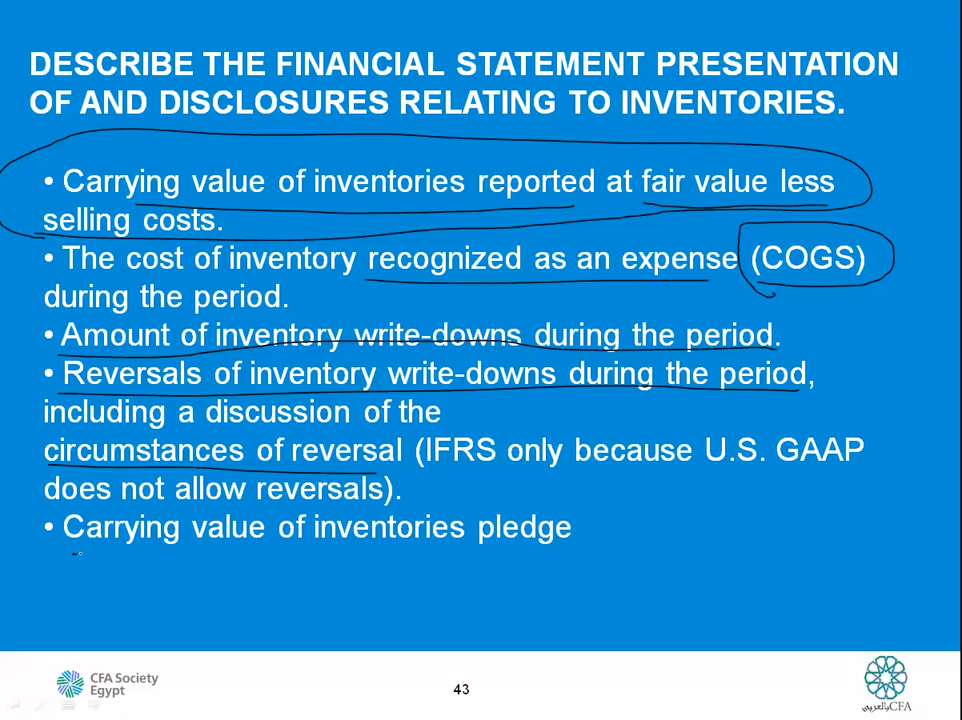 DESCRIBE THE FINANCIAL STATEMENT PRESENTATION
OF AND DISCLOSURES RELATING TO INVENTORIES.
• Carrying value of inventories reported at fair value less
selling costs.
• The cost of inventory recognized as an expense (COGS)
during the period.
• Amount of inventory write-downs during the period.
• Reversals of inventory write-downs during the period,
including a discussion of the
circumstances of reversal (IFRS only because U.S. GAAP
does not allow reversals).
• Carrying value of inventories pledge
CFA Society
Egypt
43
CFAبالعربي